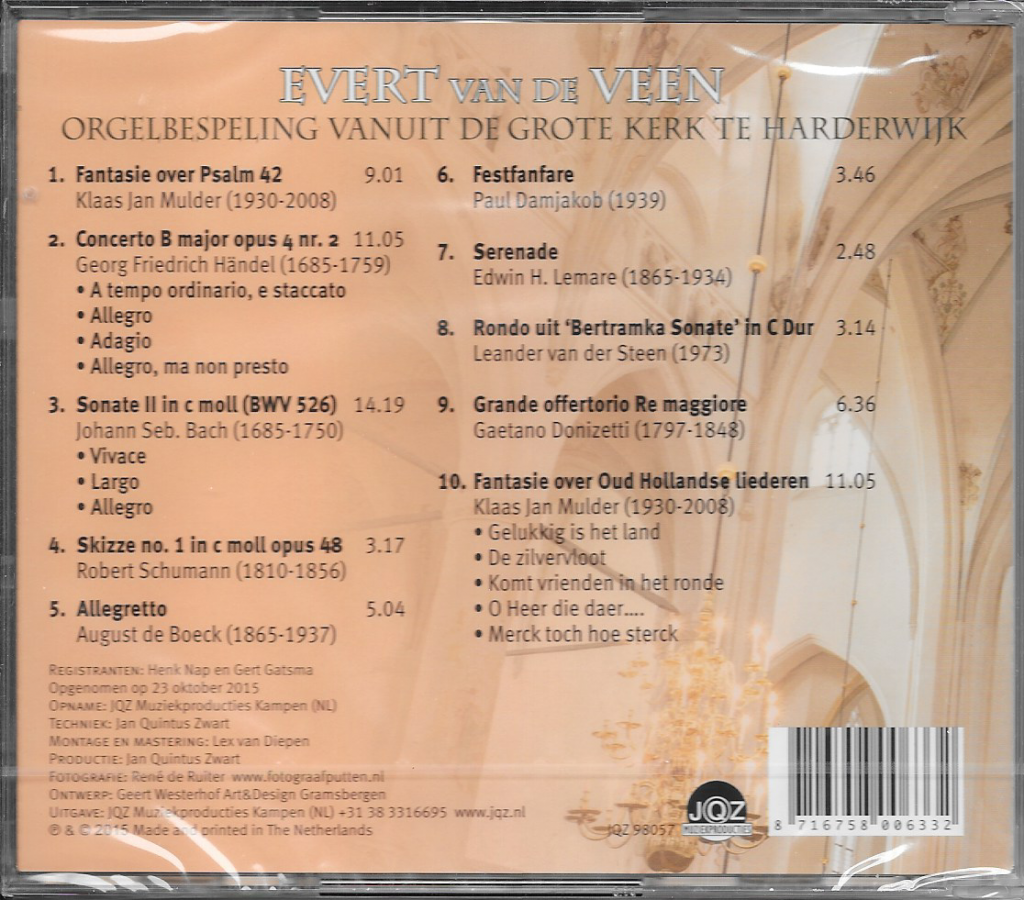 EVERT VAN DE VEEN
ORGELBESPELING VANUIT DE GROTE KERK TE HARDERWIJK
1. Fantasie over Psalm 42 9.01
Klaas Jan Mulder (1930-2008)
2. Concerto B major opus 4 nr. 2 11.05
Georg Friedrich Händel (1685-1759)
• A tempo ordinario, e staccato
• Allegro
• Adagio
• Allegro, ma non presto
3. Sonate II in c moll (BWV 526) 14.19
Johann Seb. Bach (1685-1750)
• Vivace
• Largo
• Allegro
4. Skizze no. 1 in c moll opus 48 3.17
Robert Schumann (1810-1856)
5. Allegretto 5.04
August de Boeck (1865-1937)
6. Festfanfare 3.46
Paul Damjakob (1939)
7. Serenade 2.48
Edwin H. Lemare (1865-1934)
8. Rondo uit ‘Bertramka Sonate’ in C Dur 3.14
Leander van der Steen (1973)
9. Grande offertorio Re maggiore 6.36
Gaetano Donizetti (1797-1848)
10. Fantasie over Oud Hollandse liederen 11.05
Klaas Jan Mulder (1930-2008)
• Gelukkig is het land
• De zilvervloot
• Komt vrienden in het ronde
• O Heer die daer....
• Merck toch hoe sterck
REGISTRANTEN: Henk Nap en Gert Gatsma
Opgenomen op 23 oktober 2015
OPNAME: JQZ Muziekproducties Kampen (NL)
TECHNIEK: Jan Quintus Zwart
MONTAGE EN MASTERING: Lex van Diepen
PRODUCTIE: Jan Quintus Zwart
FOTOGRAFIE: René de Ruiter www.fotograafputten.nl
ONTWERP: Geert Westerhof Art&Design Gramsbergen
UITGAVE: JQZ Muziekproducties Kampen (NL) +31 38 3316695 www.jqz.nl
℗ & © 2015 Made and printed in The Netherlands
JQZ 98057
JQZ
MUZIEKPRODUCTIES
8 716758 006332